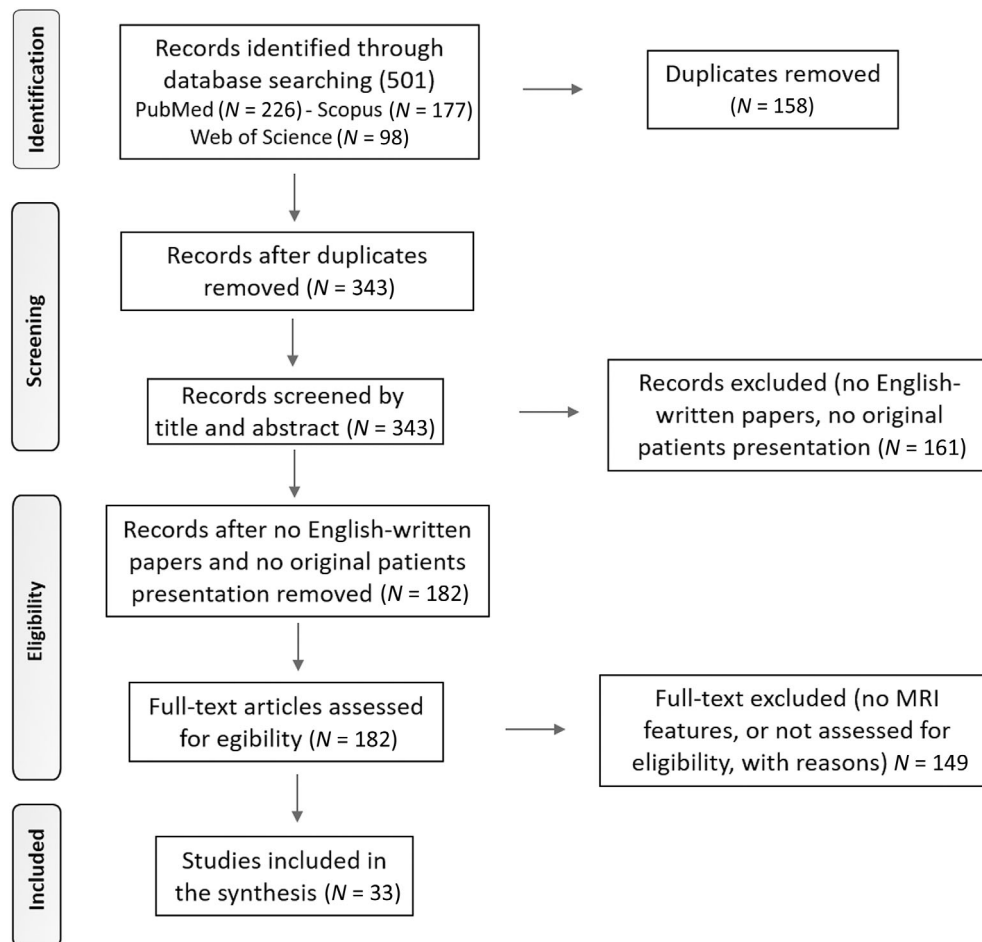 Identification
Records identified through
database searching (501)
PubMed (N = 226) - Scopus (N = 177)
Web of Science (N = 98)
Duplicates removed
(N = 158)
Screening
Records after duplicates
removed (N = 343)
Records screened by
title and abstract (N = 343)
Records excluded (no English-
written papers, no original
patients presentation (N = 161)
Eligibility
Records after no English-written
papers and no original patients
presentation removed (N = 182)
Full-text articles assessed
for egibility (N = 182)
Full-text excluded (no MRI
features, or not assessed for
eligibility, with reasons) N = 149
Included
Studies included in
the synthesis (N = 33)